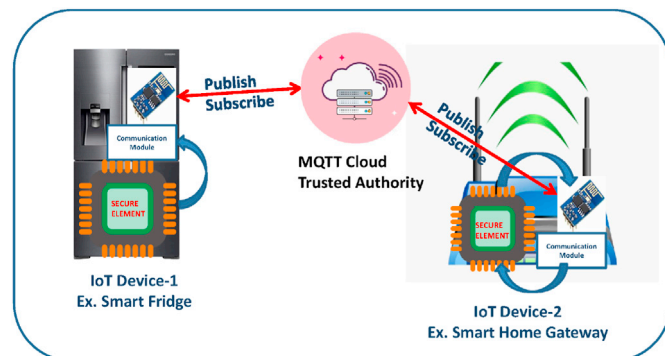 Publish
Subscribe
Communication
Module
SECURE
ELEMENT
IoT Device-1
Ex. Smart Fridge
MQTT Cloud
Trusted Authority
Publish
Subscribe
SECURE
ELEMENT
Communication
Module
IoT Device-2
Ex. Smart Home Gateway